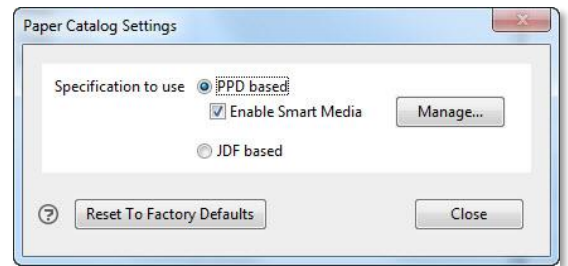 Paper Catalog Settings
Specification to use PPD based
Enable Smart Media Manage...
JDF based
? Reset To Factory Defaults Close